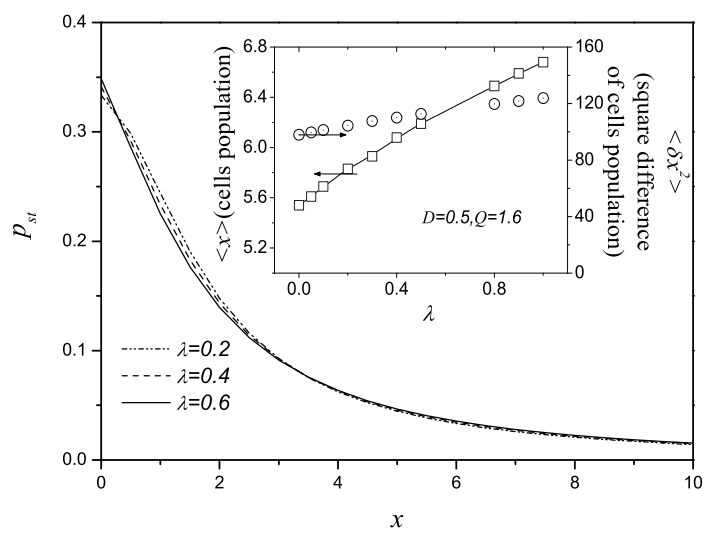 0.4
0.3
0.2
0.1
0.0
p_st
0 2 4 6 8 10
x
λ=0.2
λ=0.4
λ=0.6
6.8
6.4
6.0
5.6
5.2
<x>(cells population)
160
120
80
40
0
(square difference
of cells population)
<δx²>
D=0.5,Q=1.6
0.0 0.4 0.8
λ